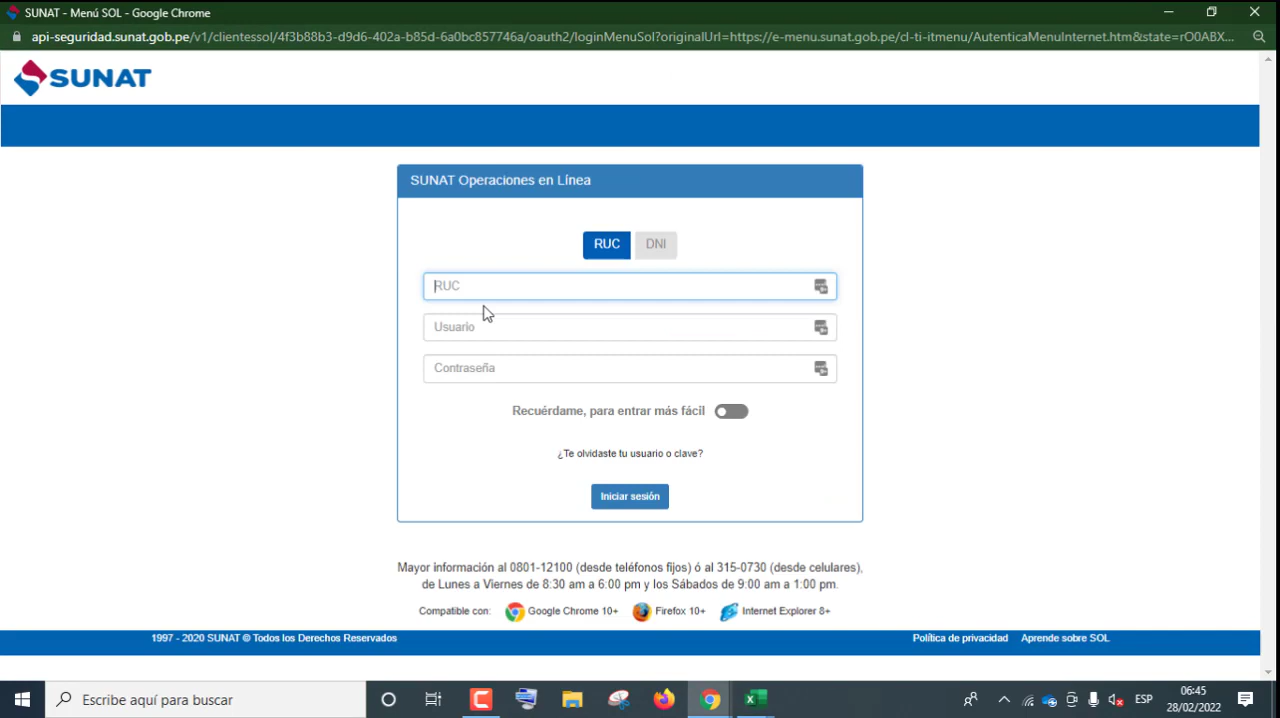 SUNAT - Menú SOL - Google Chrome
api-seguridad.sunat.gob.pe/v1/clientessol/4f3b88b3-d9d6-402a-b85d-6a0bc857746a/oauth2/loginMenuSol?originalUrl=https://e-menu.sunat.gob.pe/cl-ti-itmenu/AutenticaMenuInternet.htm&state=rO0ABX...
SUNAT
SUNAT Operaciones en Línea
RUC DNI
RUC
Usuario
Contraseña
Recuérdame, para entrar más fácil
¿Te olvidaste tu usuario o clave?
Iniciar sesión
Mayor información al 0801-12100 (desde teléfonos fijos) ó al 315-0730 (desde celulares),
de Lunes a Viernes de 8:30 am a 6:00 pm y los Sábados de 9:00 am a 1:00 pm.
Compatible con: Google Chrome 10+ Firefox 10+ Internet Explorer 8+
1997 - 2020 SUNAT © Todos los Derechos Reservados Política de privacidad Aprende sobre SOL
Escribe aquí para buscar
ESP
06:45
28/02/2022